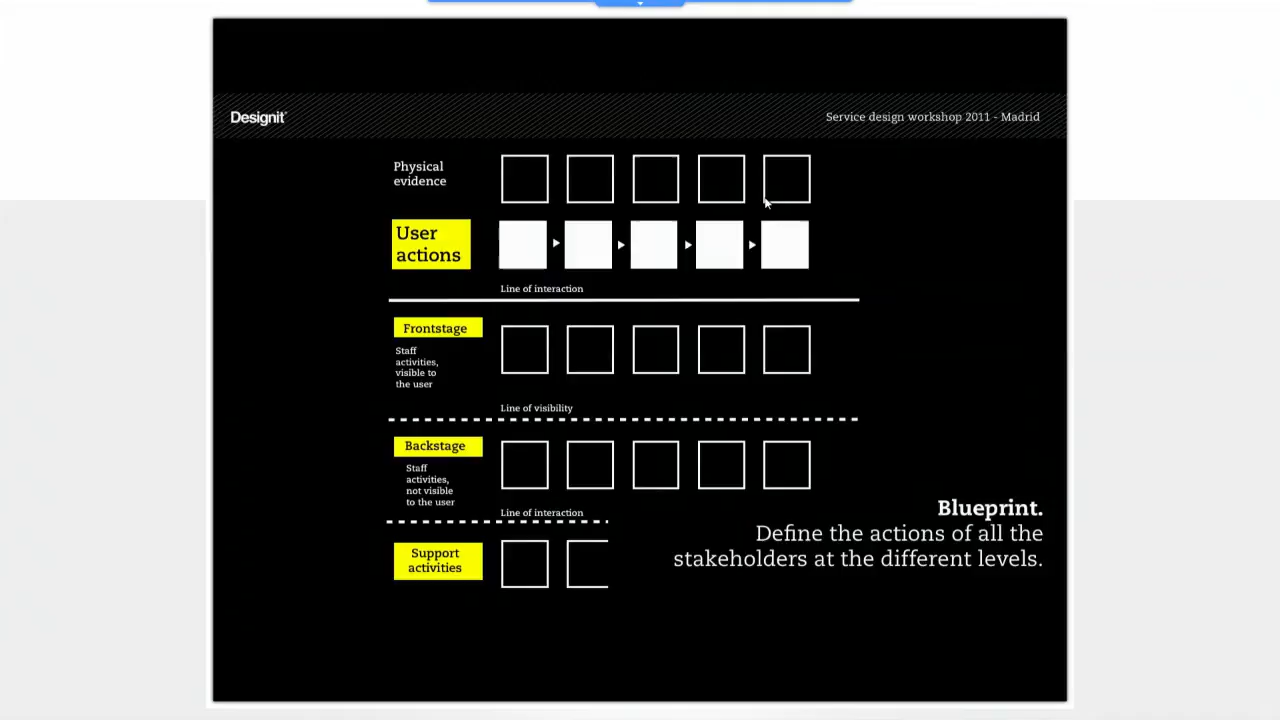 Designit
Service design workshop 2011 - Madrid
Physical
evidence
User
actions
Line of interaction
Frontstage
Staff
activities,
visible to
the user
Line of visibility
Backstage
Staff
activities,
not visible
to the user
Line of interaction
Support
activities
Blueprint.
Define the actions of all the
stakeholders at the different levels.